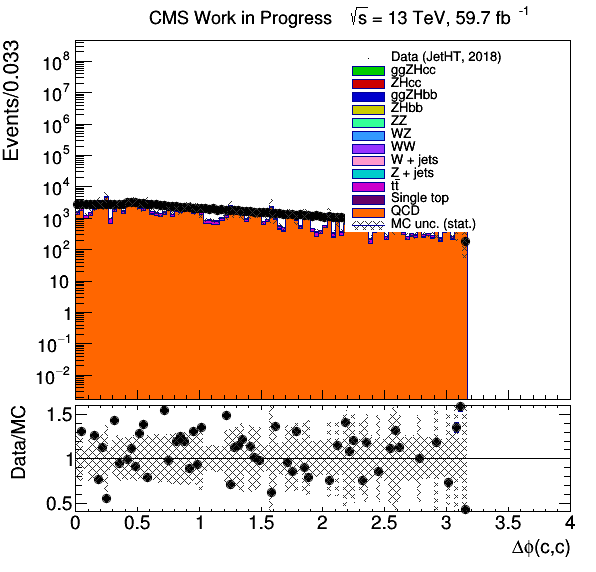 CMS Work in Progress √s = 13 TeV, 59.7 fb⁻¹
Events/0.033
10⁸
10⁷
10⁶
10⁵
10⁴
10³
10²
10
1
10⁻¹
10⁻²
Data (JetHT, 2018)
ggZHcc
ZHcc
ggZHbb
ZHbb
ZZ
WZ
WW
W + jets
Z + jets
tt̄
Single top
QCD
MC unc. (stat.)
Data/MC
1.5
1
0.5
0 0.5 1 1.5 2 2.5 3 3.5 4
Δϕ(c,c)